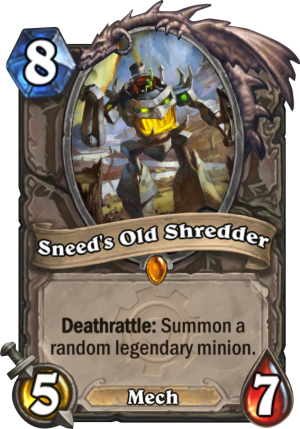 8
Sneed's Old Shredder
Deathrattle: Summon a
random legendary minion.
5
Mech
7